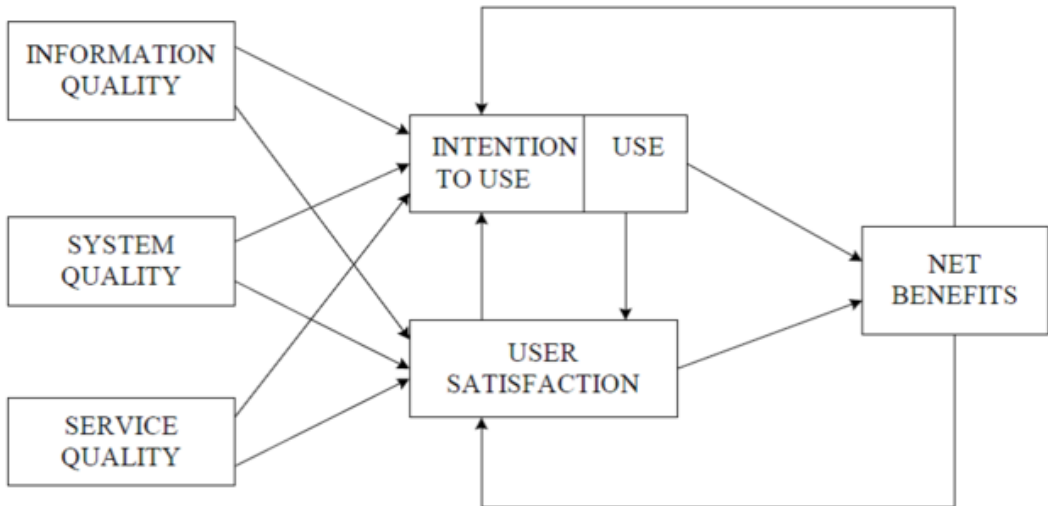 INFORMATION
QUALITY
INTENTION
TO USE
USE
SYSTEM
QUALITY
NET
BENEFITS
USER
SATISFACTION
SERVICE
QUALITY